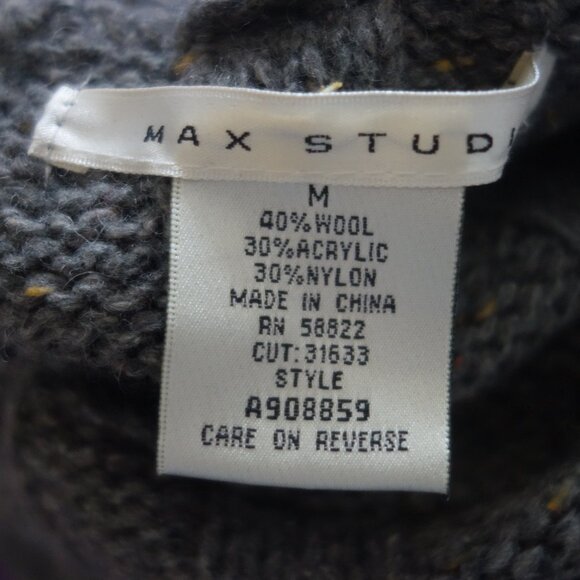 MAX STUDI
M
40%WOOL
30%ACRYLIC
30%NYLON
MADE IN CHINA
RN 58822
CUT:31633
STYLE
A908859
CARE ON REVERSE